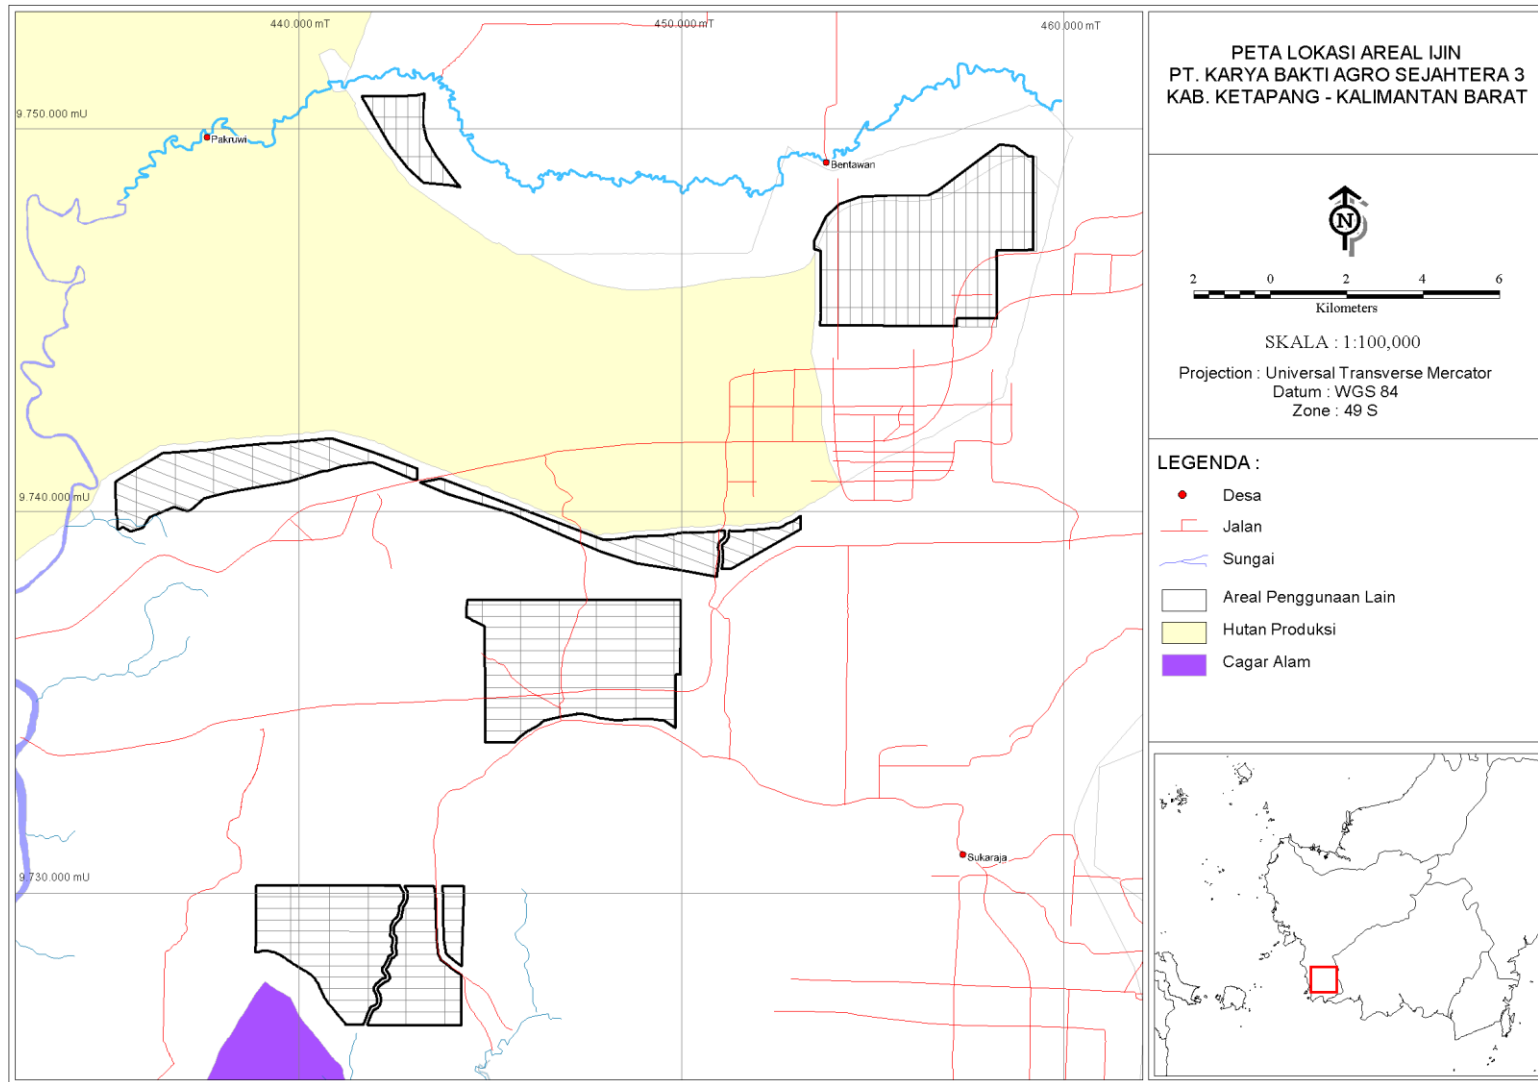 440.000 mT
450.000 mT
460.000 mT
9.750.000 mU
Pakruwi
Bentawan
9.740.000 mU
9.730.000 mU
Sukaraja
PETA LOKASI AREAL IJIN
PT. KARYA BAKTI AGRO SEJAHTERA 3
KAB. KETAPANG - KALIMANTAN BARAT
N
2 0 2 4 6
Kilometers
SKALA : 1:100,000
Projection : Universal Transverse Mercator
Datum : WGS 84
Zone : 49 S
LEGENDA :
Desa
Jalan
Sungai
Areal Penggunaan Lain
Hutan Produksi
Cagar Alam